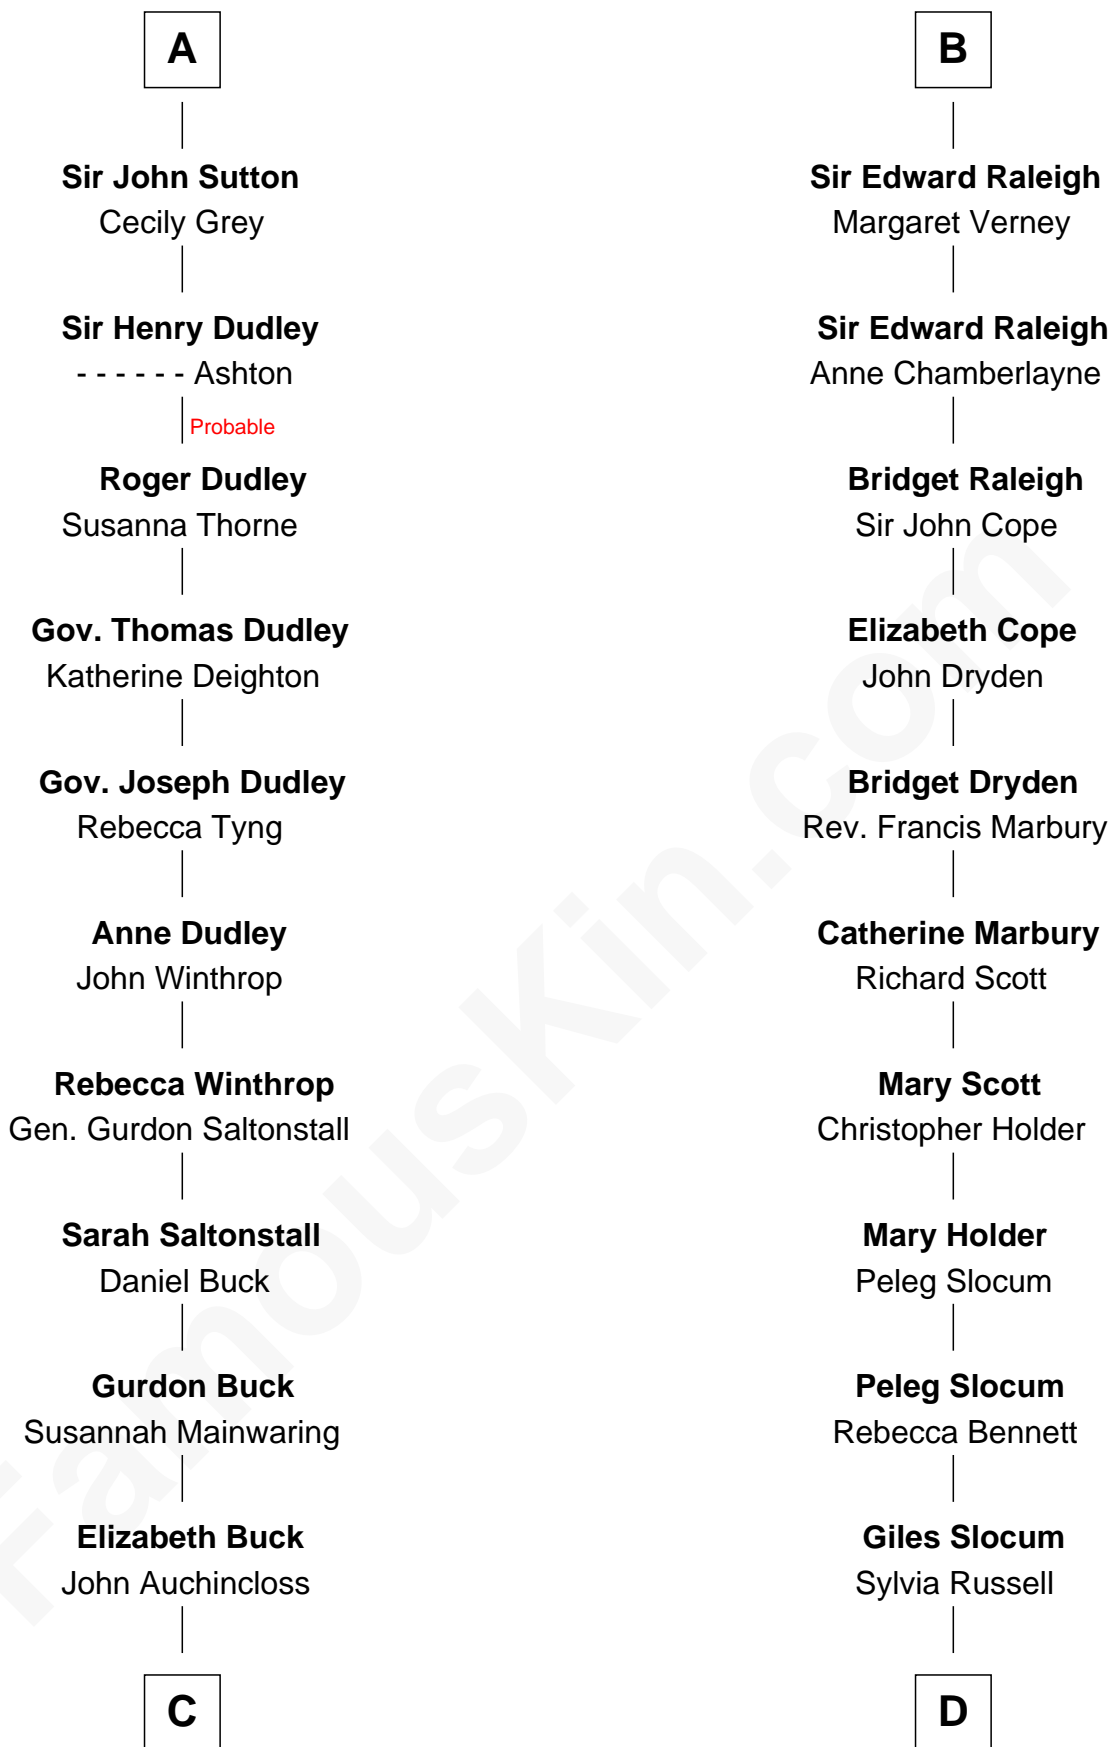 A
Sir John Sutton
Cecily Grey
Sir Henry Dudley
- - - - - - Ashton
Probable
Roger Dudley
Susanna Thorne
Gov. Thomas Dudley
Katherine Deighton
Gov. Joseph Dudley
Rebecca Tyng
Anne Dudley
John Winthrop
Rebecca Winthrop
Gen. Gurdon Saltonstall
Sarah Saltonstall
Daniel Buck
Gurdon Buck
Susannah Mainwaring
Elizabeth Buck
John Auchincloss
C
B
Sir Edward Raleigh
Margaret Verney
Sir Edward Raleigh
Anne Chamberlayne
Bridget Raleigh
Sir John Cope
Elizabeth Cope
John Dryden
Bridget Dryden
Rev. Francis Marbury
Catherine Marbury
Richard Scott
Mary Scott
Christopher Holder
Mary Holder
Peleg Slocum
Peleg Slocum
Rebecca Bennett
Giles Slocum
Sylvia Russell
D
FamousKin.com